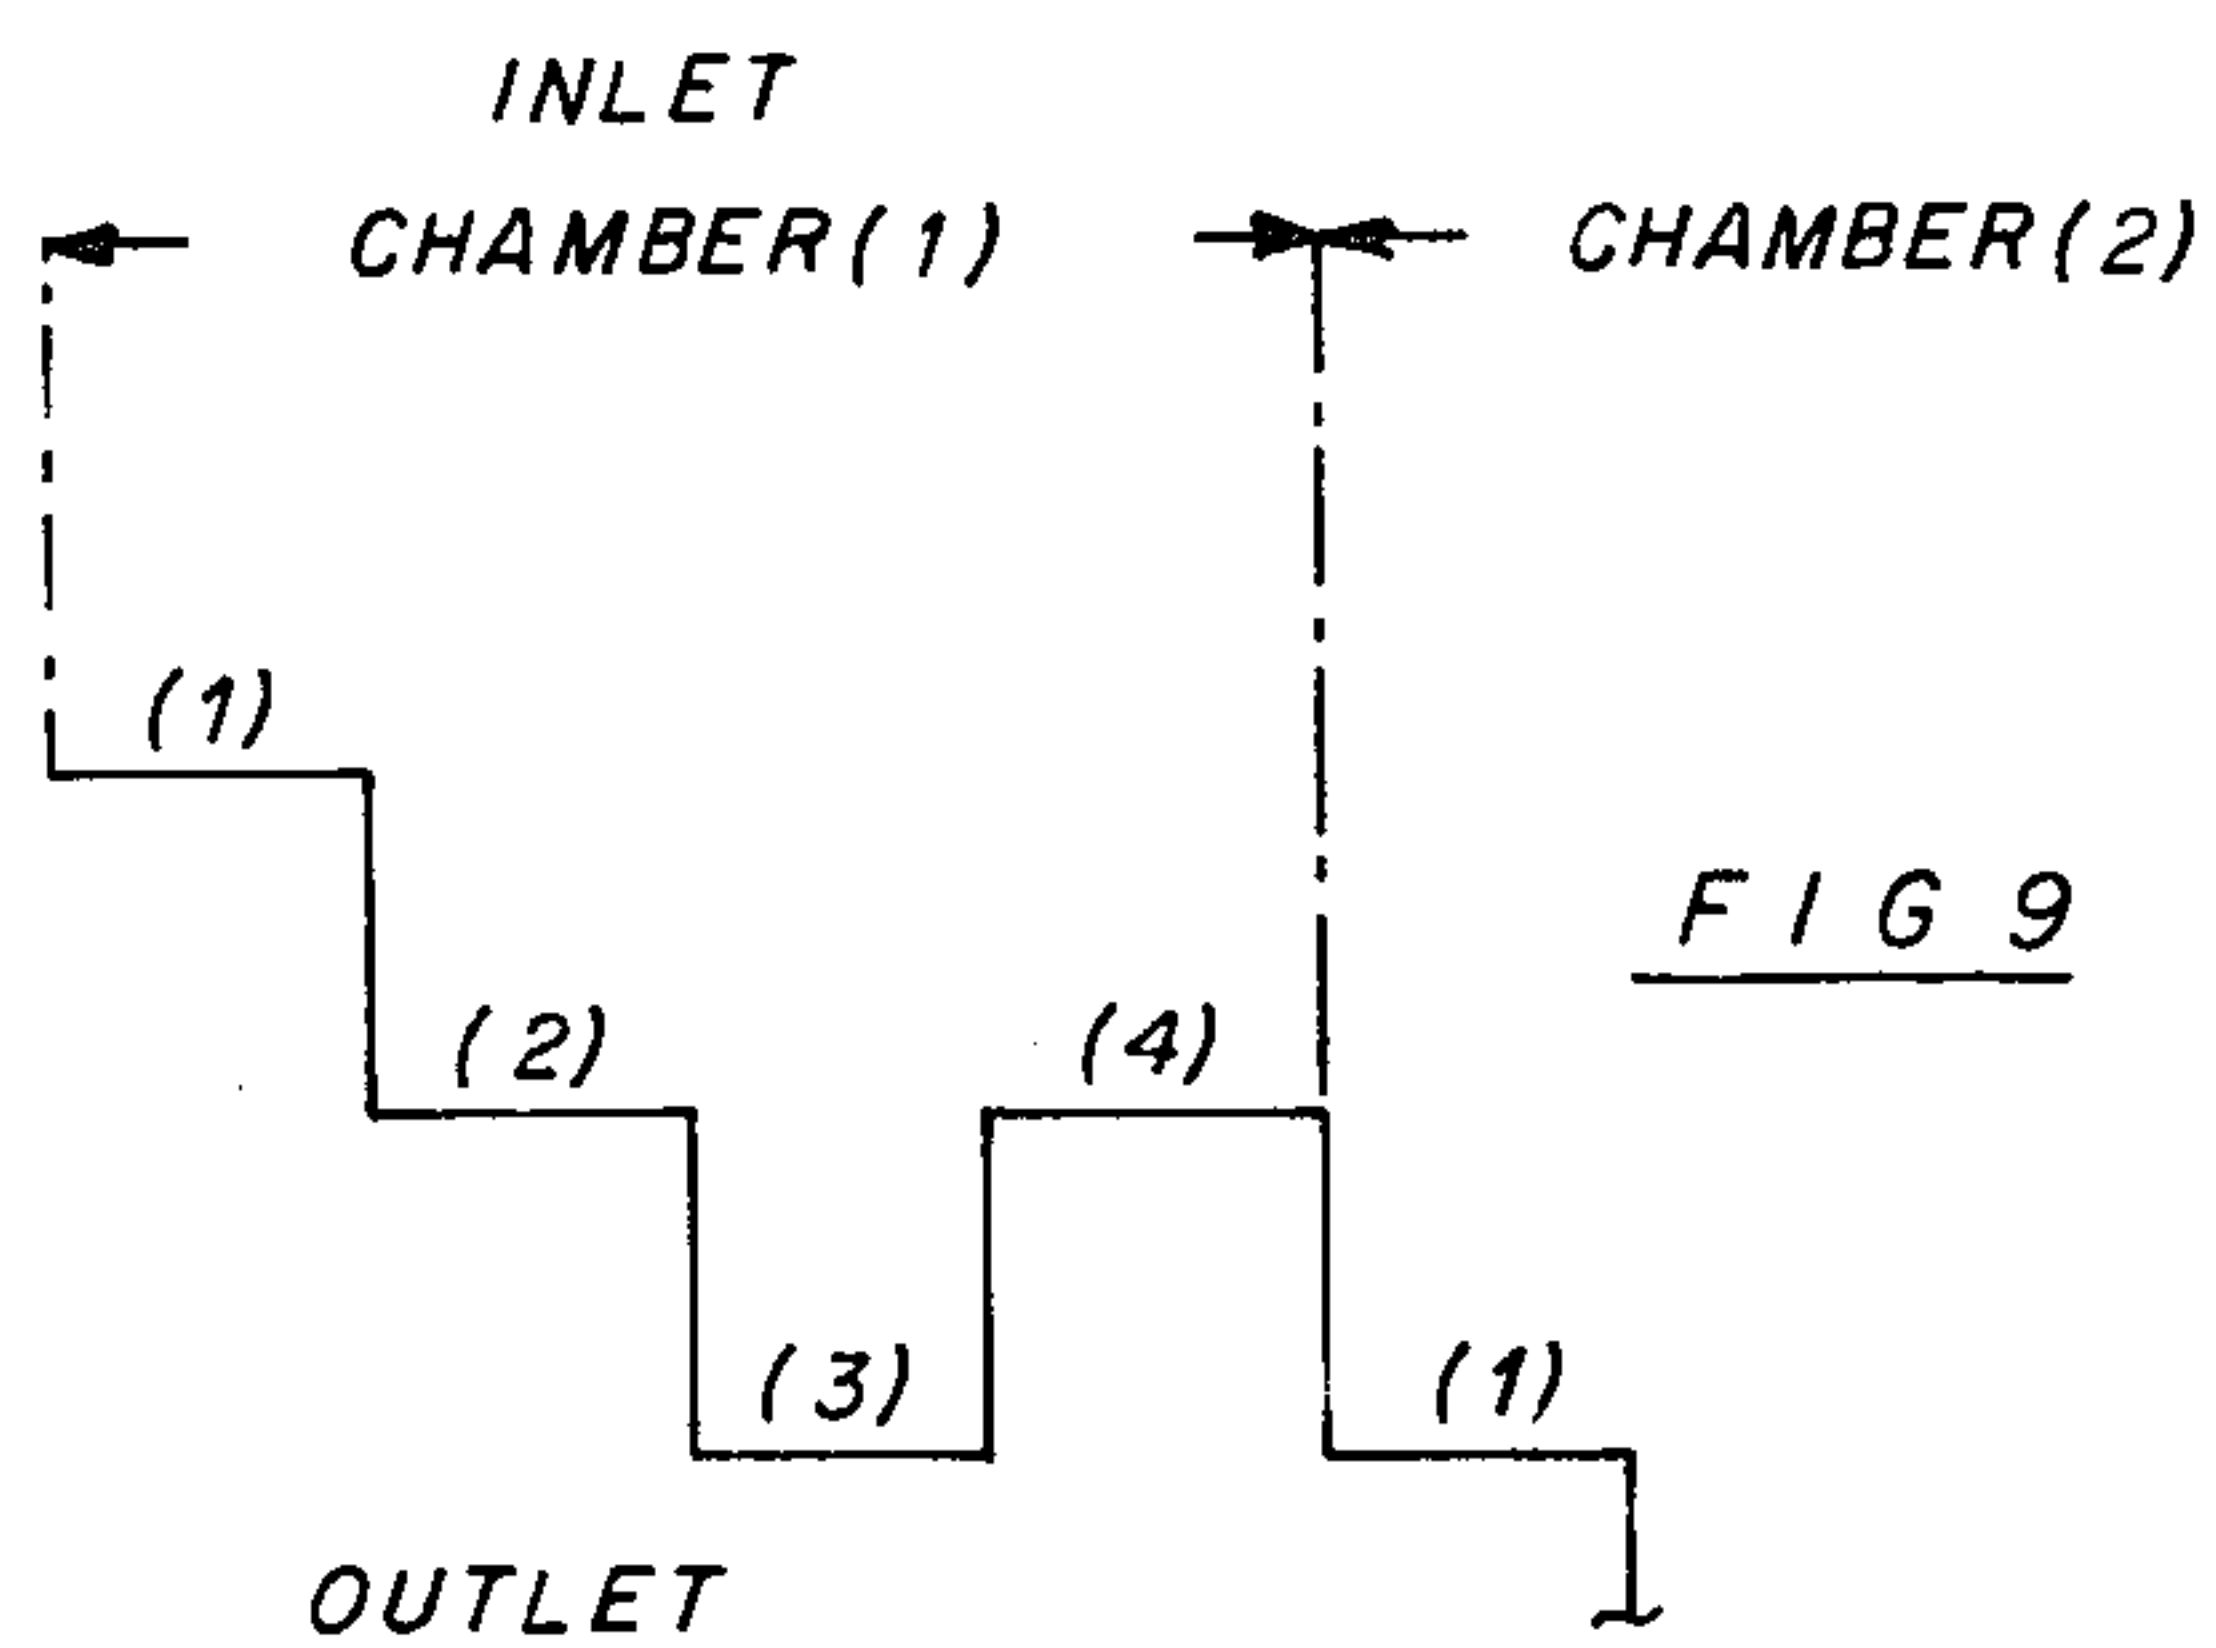 INLET
CHAMBER(1) CHAMBER(2)
(1)
FIG 9
(2) (4)
(3) (1)
OUTLET